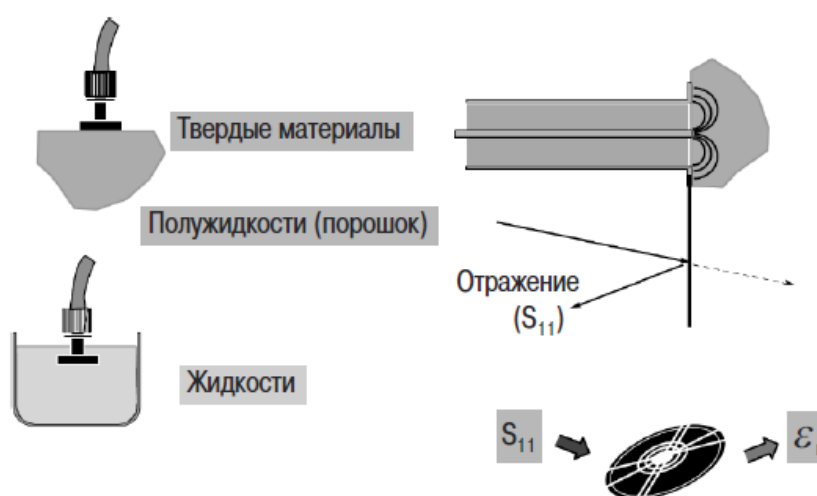 Твердые материалы
Полужидкости (порошок)
Отражение
(S₁₁)
Жидкости
S₁₁
ε